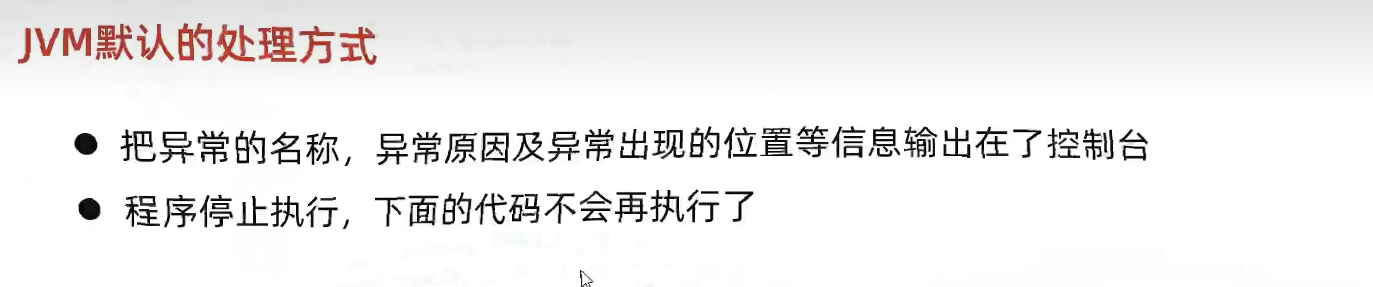 JVM默认的处理方式
● 把异常的名称，异常原因及异常出现的位置等信息输出在了控制台
● 程序停止执行，下面的代码不会再执行了